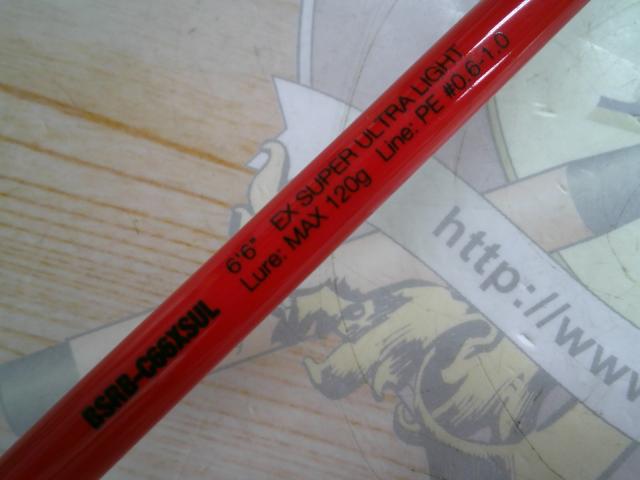 6'6" EX SUPER ULTRA LIGHT
Lure: MAX 120g Line: PE #0.6-1.0
BSRB-C66XSUL
http://www